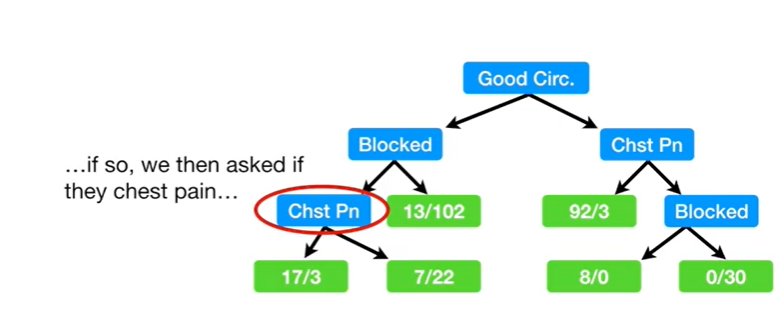 Good Circ.
Blocked
Chst Pn
…if so, we then asked if
they chest pain…
Chst Pn
13/102
92/3
Blocked
17/3
7/22
8/0
0/30